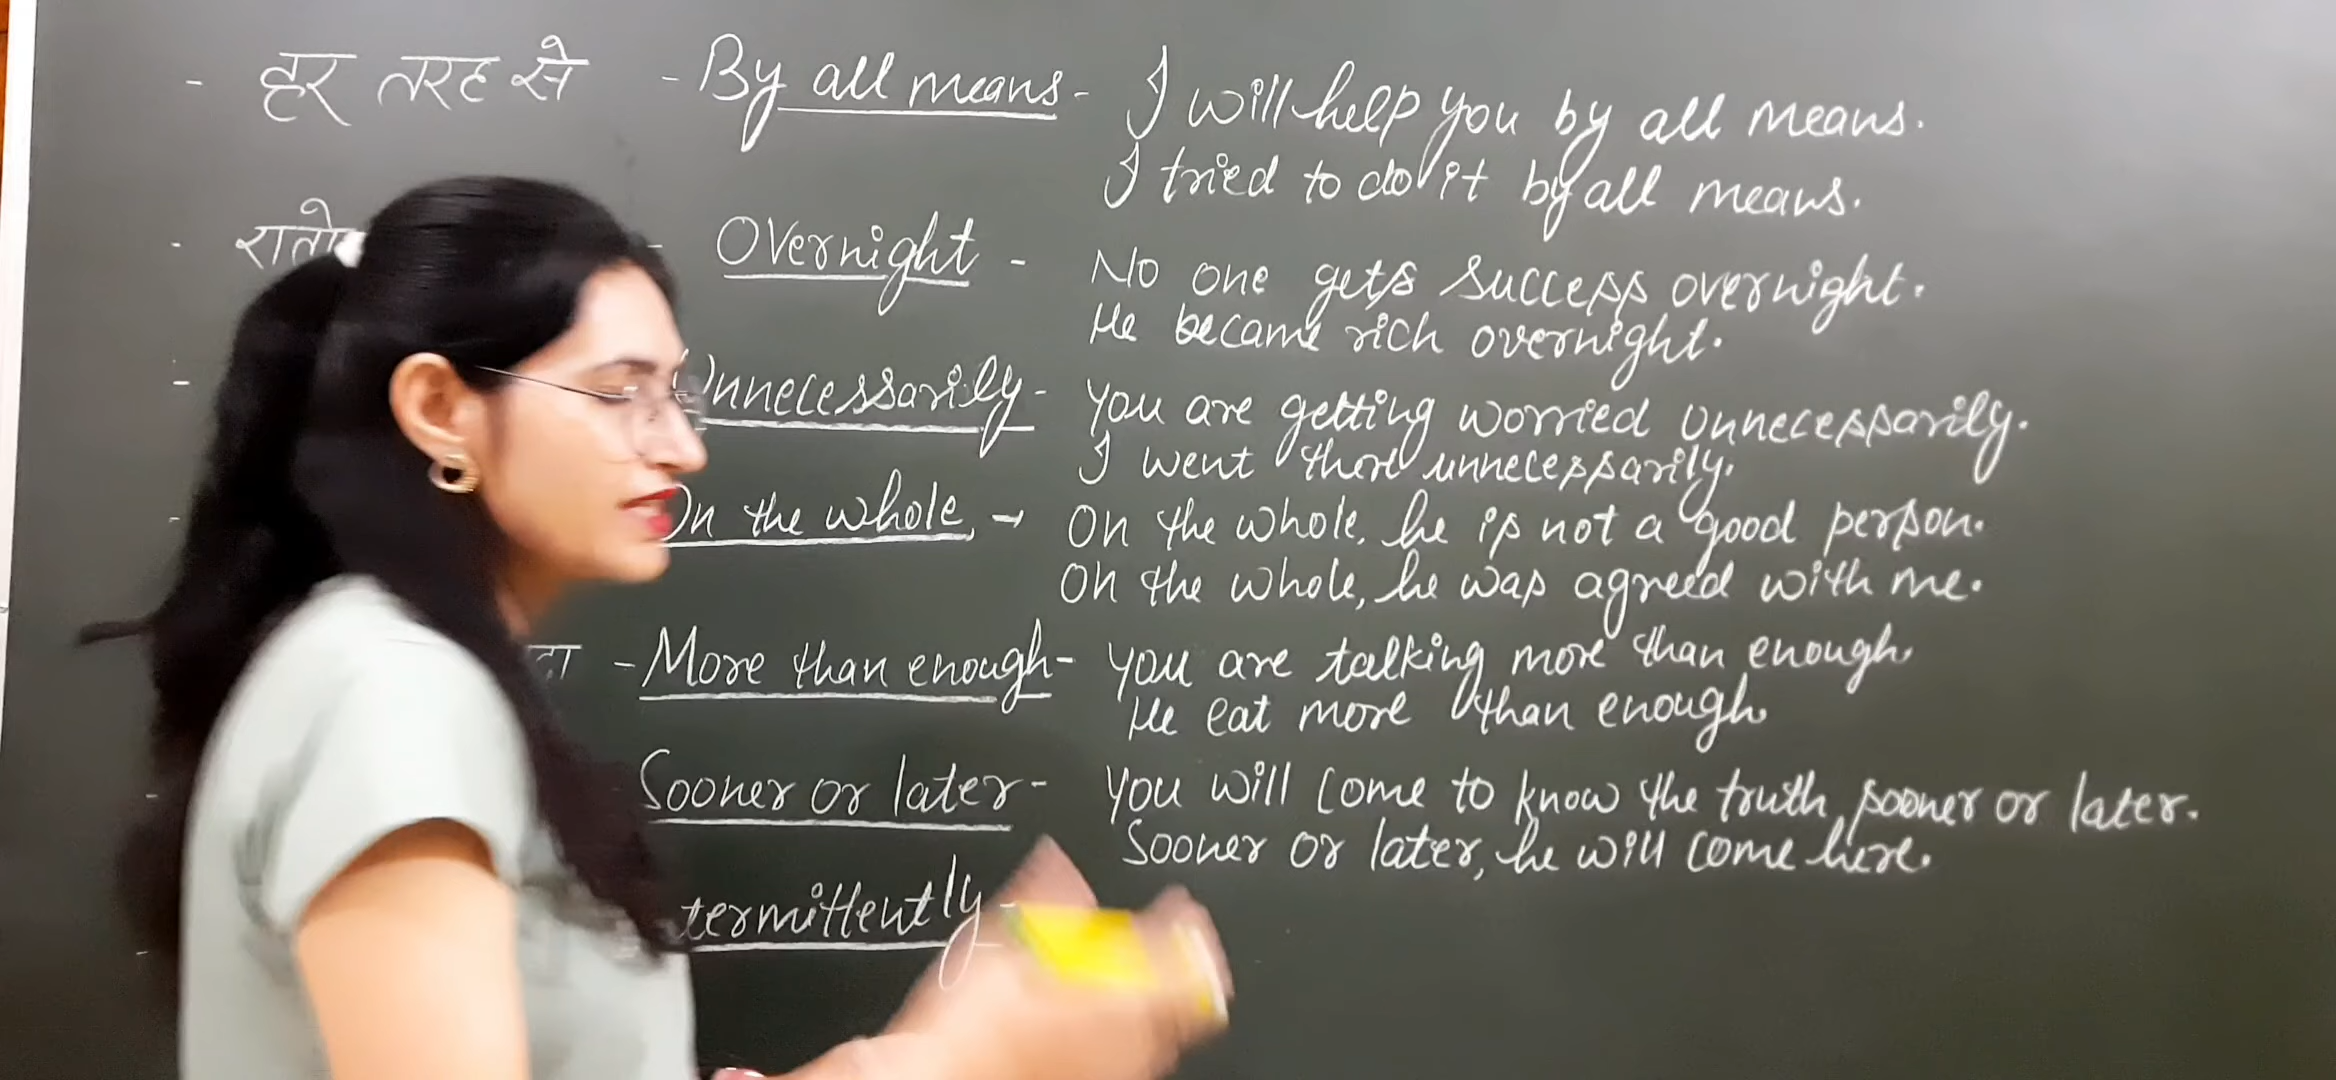 - हर तरह से - By all means - I will help you by all means.
I tried to do it by all means.
- - Overnight - No one gets success overnight.
He became rich overnight.
- Unnecessarily - You are getting worried unnecessarily.
I went there unnecessarily.
- On the whole, - On the whole, he is not a good person.
On the whole, he was agreed with me.
- More than enough - You are talking more than enough.
He eat more than enough.
- Sooner or later - You will come to know the truth, sooner or later.
Sooner or later, he will come here.
- termittently -